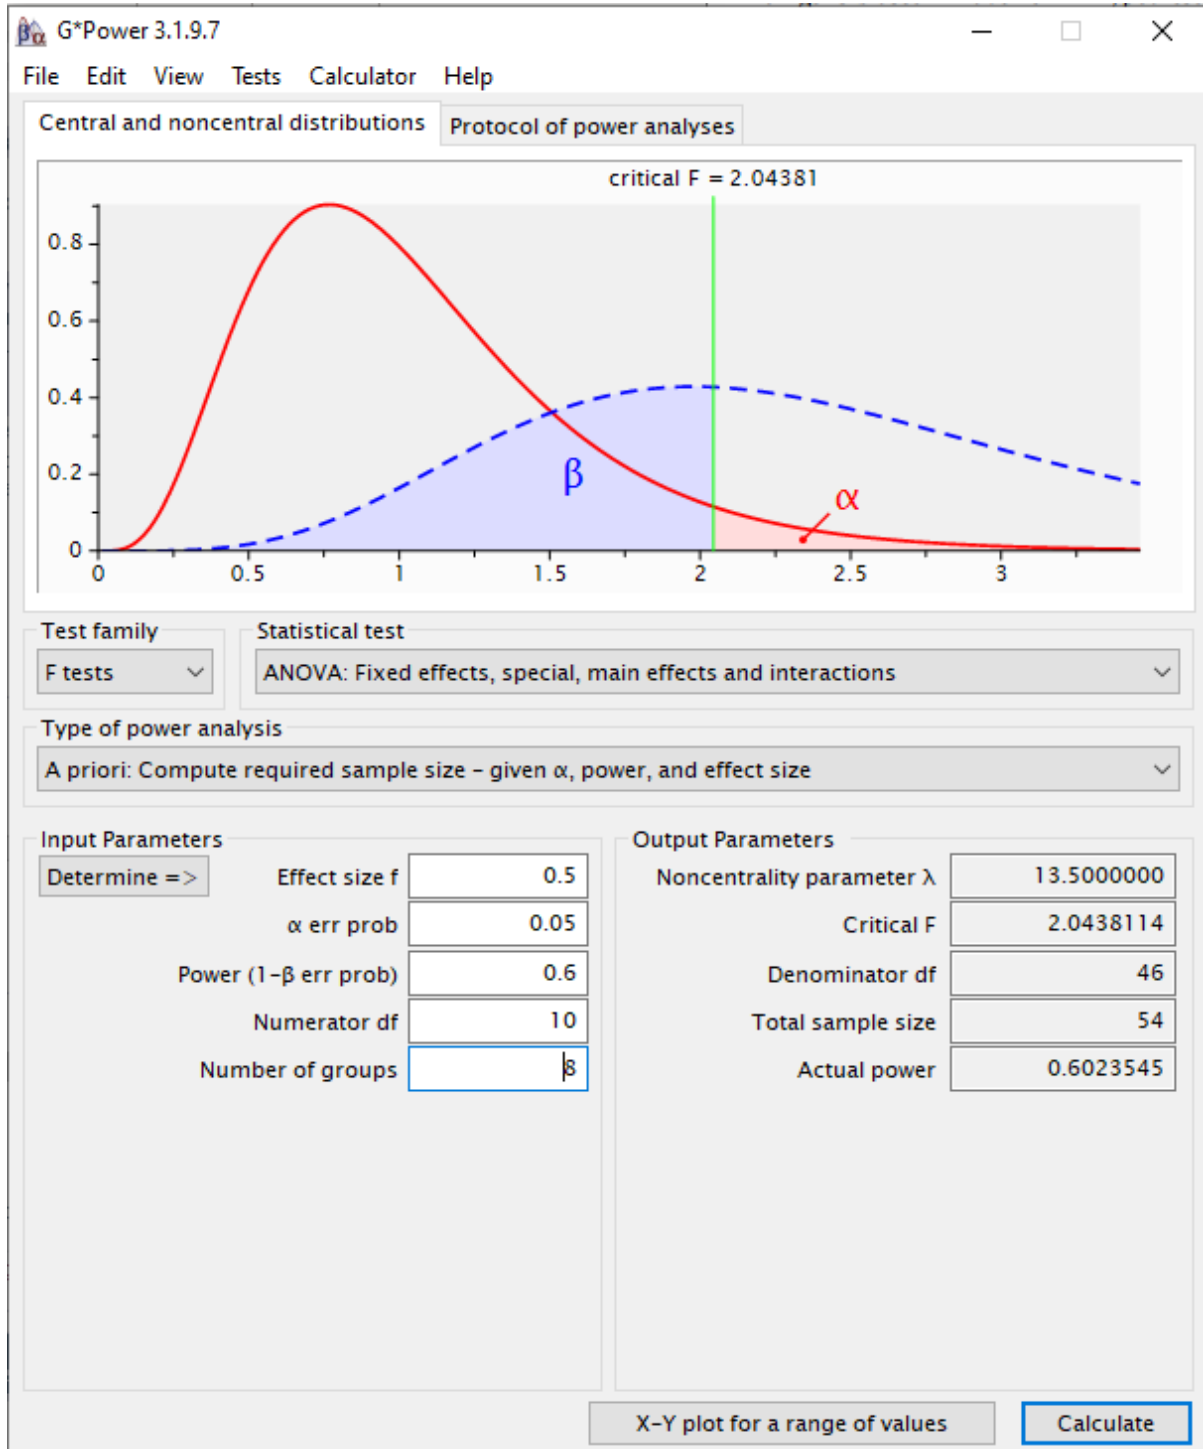 G*Power 3.1.9.7
File Edit View Tests Calculator Help
Central and noncentral distributions Protocol of power analyses
critical F = 2.04381
0.8
0.6
0.4
0.2
0
β
α
0 0.5 1 1.5 2 2.5 3
Test family Statistical test
F tests ANOVA: Fixed effects, special, main effects and interactions
Type of power analysis
A priori: Compute required sample size – given α, power, and effect size
Input Parameters
Determine => Effect size f 0.5
α err prob 0.05
Power (1–β err prob) 0.6
Numerator df 10
Number of groups 8
Output Parameters
Noncentrality parameter λ 13.5000000
Critical F 2.0438114
Denominator df 46
Total sample size 54
Actual power 0.6023545
X–Y plot for a range of values Calculate